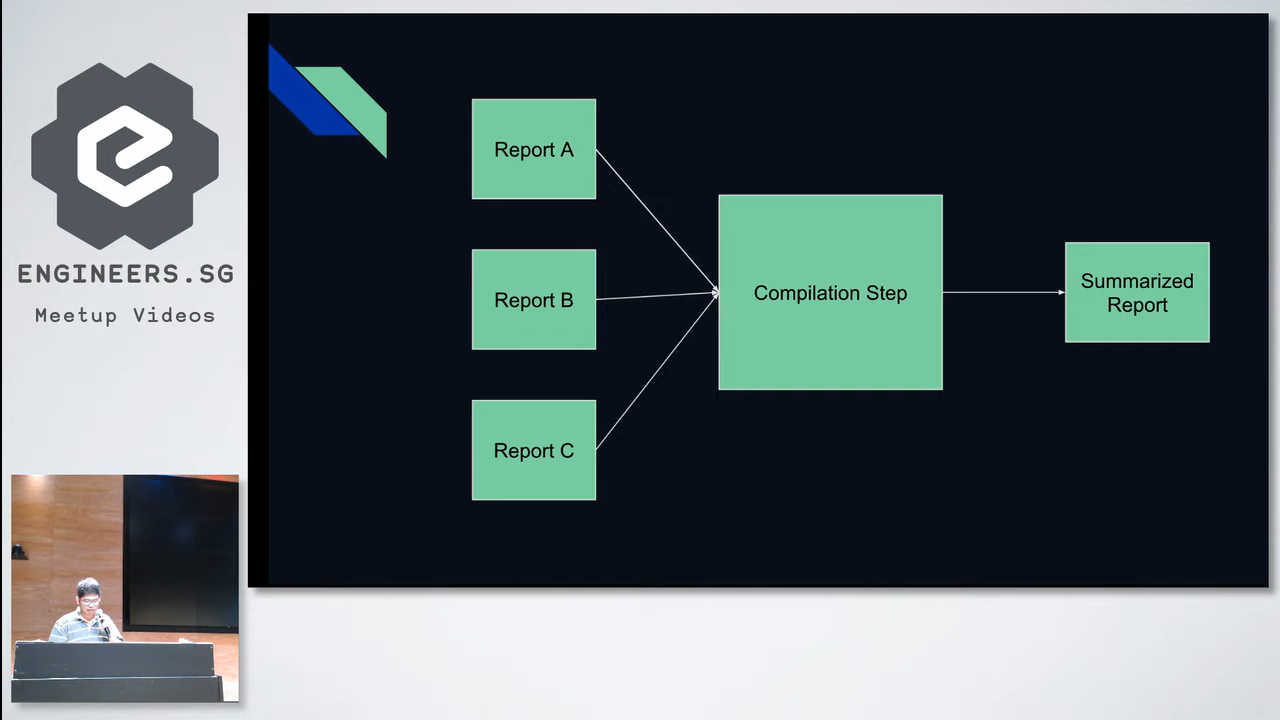 ENGINEERS.SG
Meetup Videos
Report A
Report B
Report C
Compilation Step
Summarized
Report